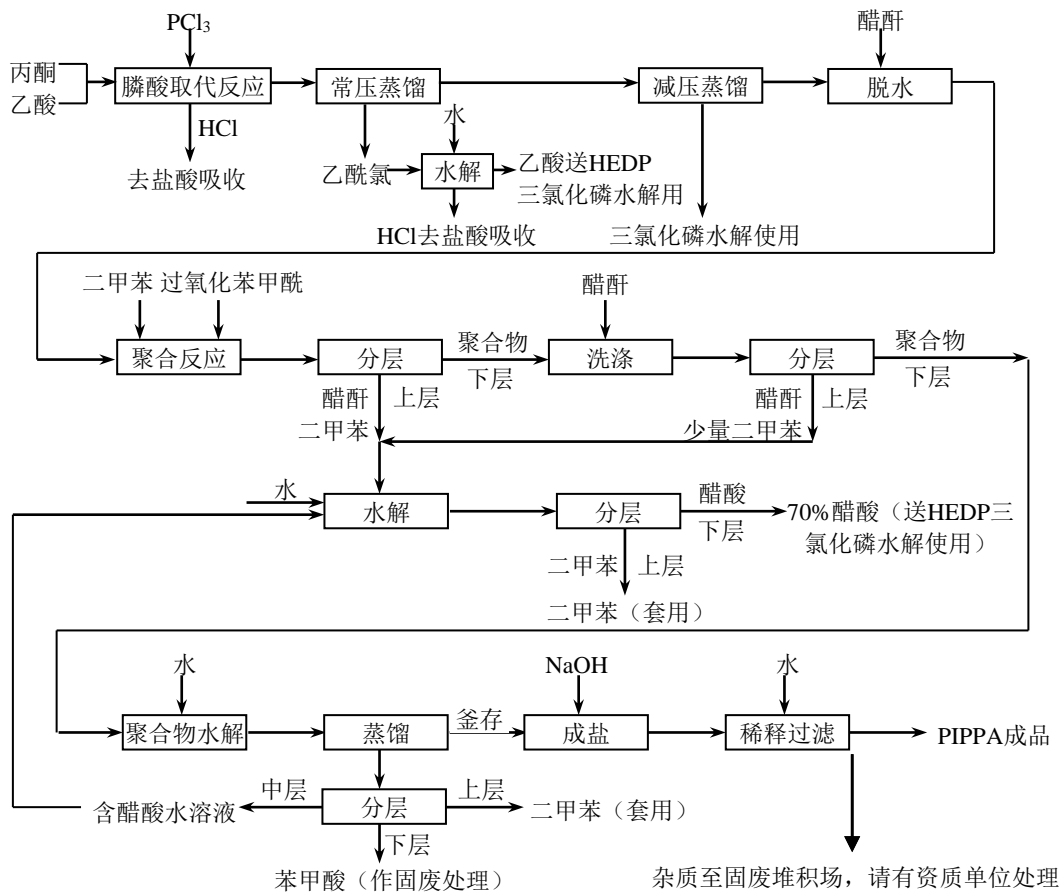 PCl₃
醋酐
丙酮
乙酸
膦酸取代反应
常压蒸馏
减压蒸馏
脱水
HCl
水
去盐酸吸收
乙酰氯
水解
乙酸送HEDP
三氯化磷水解用
HCl去盐酸吸收
三氯化磷水解使用
二甲苯 过氧化苯甲酰
醋酐
聚合反应
分层
聚合物
下层
洗涤
分层
聚合物
下层
醋酐
上层
二甲苯
醋酐
上层
少量二甲苯
水
水解
分层
醋酸
下层
70%醋酸（送HEDP三
氯化磷水解使用）
二甲苯
上层
二甲苯（套用）
水
NaOH
水
聚合物水解
蒸馏
釜存
成盐
稀释过滤
PIPPA成品
含醋酸水溶液
中层
分层
上层
二甲苯（套用）
下层
苯甲酸（作固废处理）
杂质至固废堆积场，请有资质单位处理